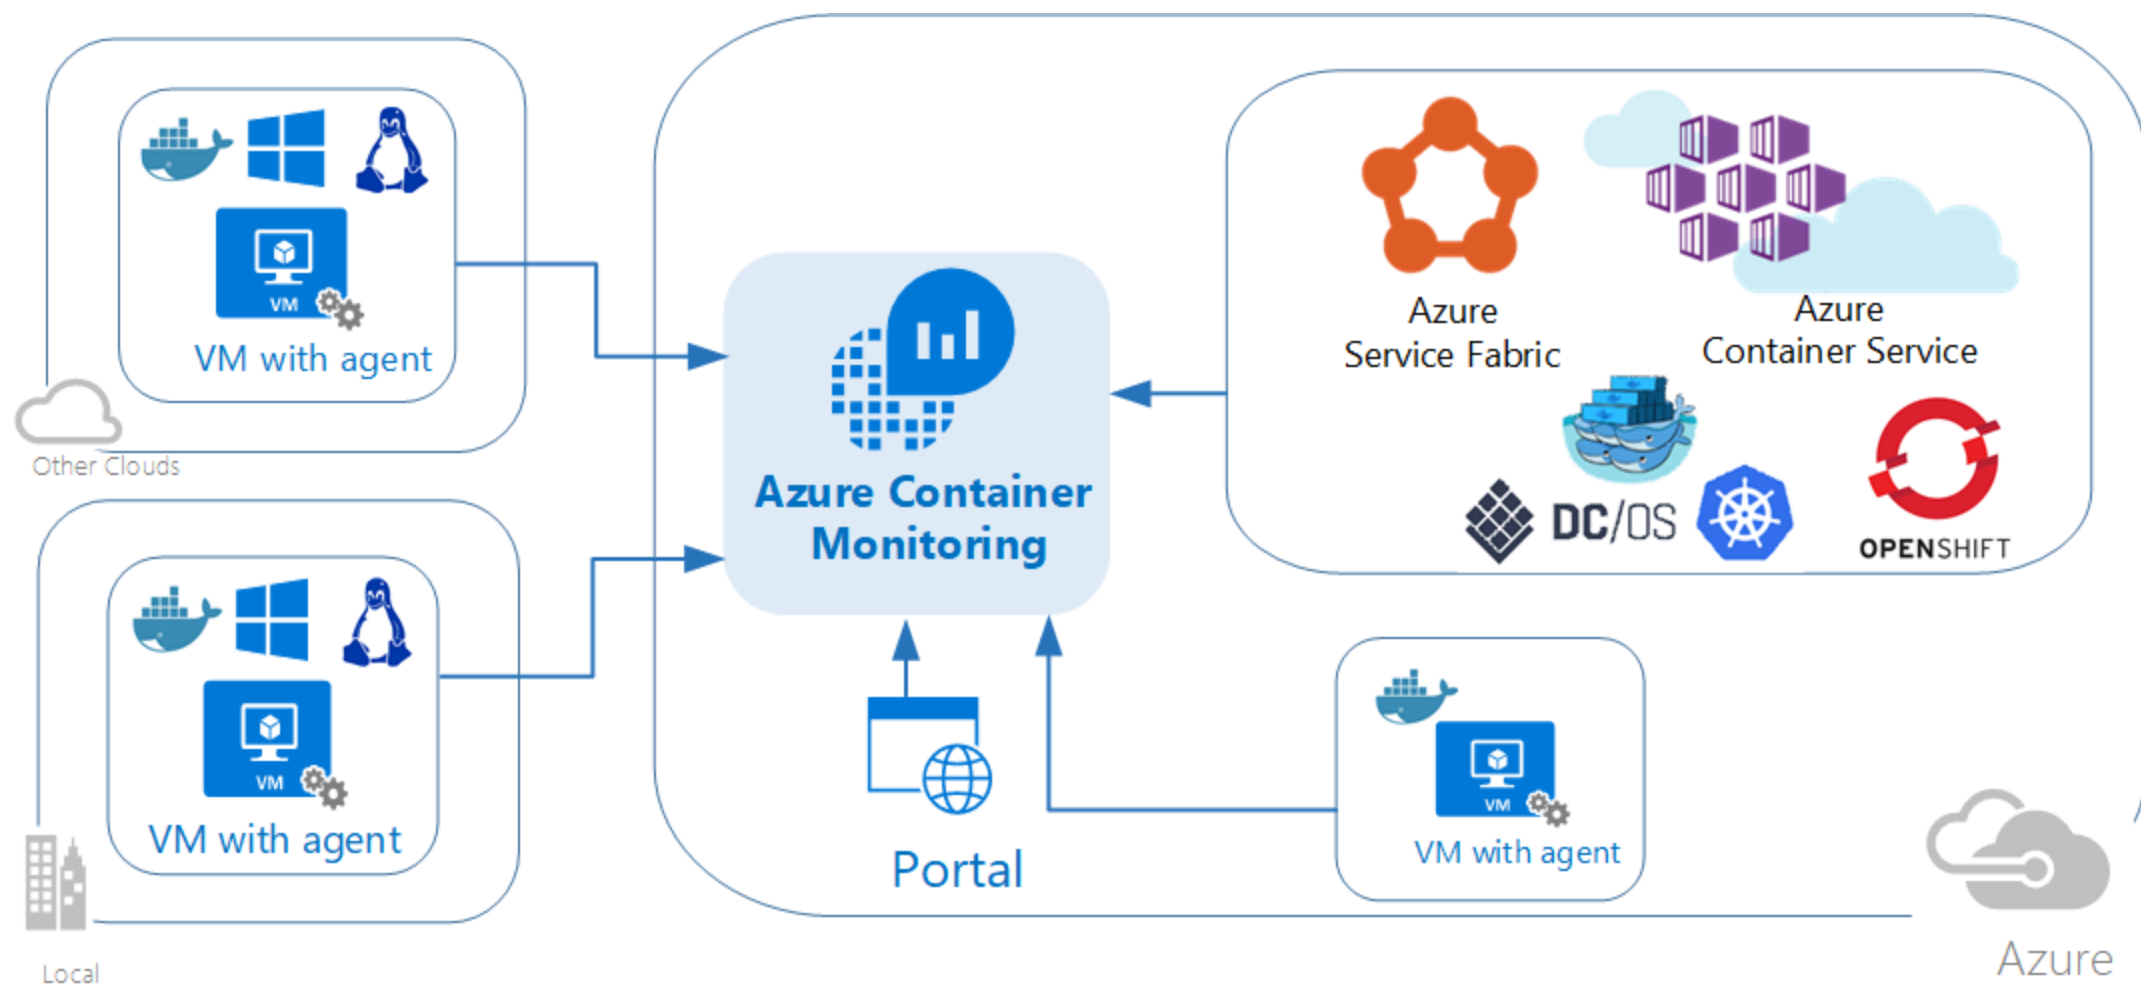 VM
VM with agent
Other Clouds
VM
VM with agent
Local
Azure Container
Monitoring
Portal
Azure
Service Fabric
Azure
Container Service
DC/OS
OPENSHIFT
VM
VM with agent
Azure